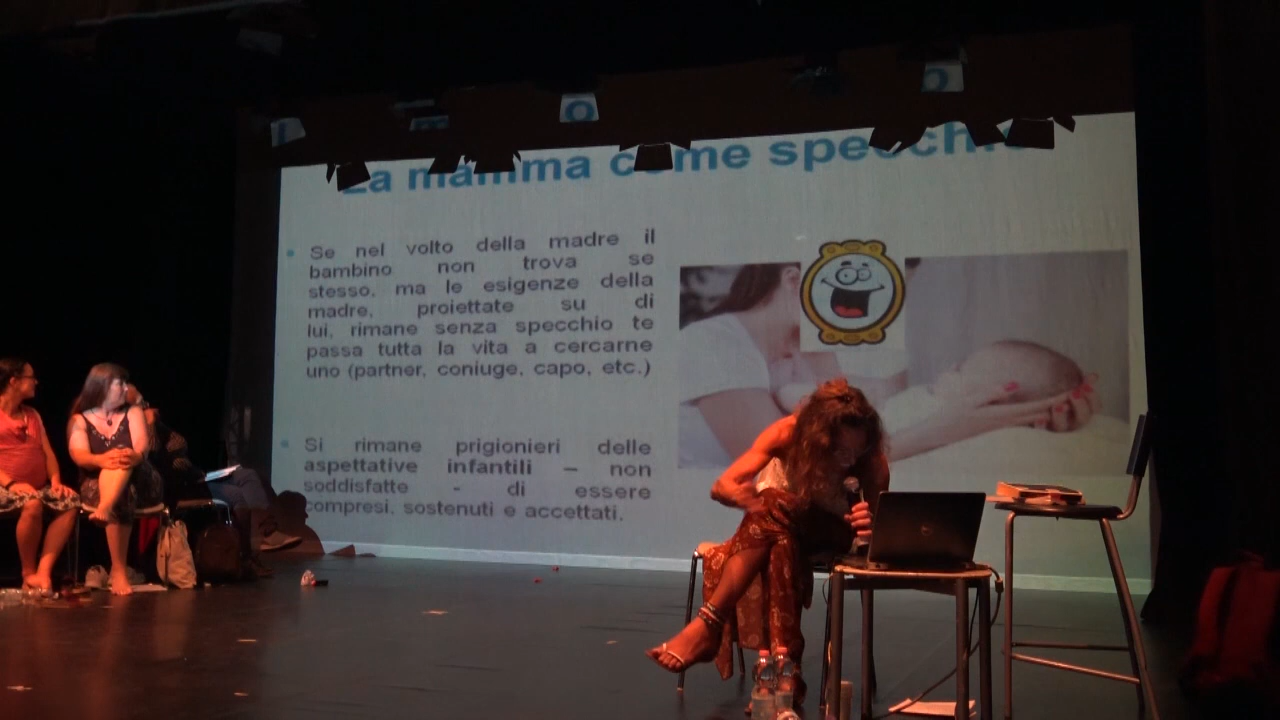 La mamma come specchio
Se nel volto della madre il
bambino non trova se
stesso, ma le esigenze della
madre, proiettate su di
lui, rimane senza specchio te
passa tutta la vita a cercarne
uno (partner, coniuge, capo, etc.)
Si rimane prigionieri delle
aspettative infantili – non
soddisfatte - di essere
compresi, sostenuti e accettati.